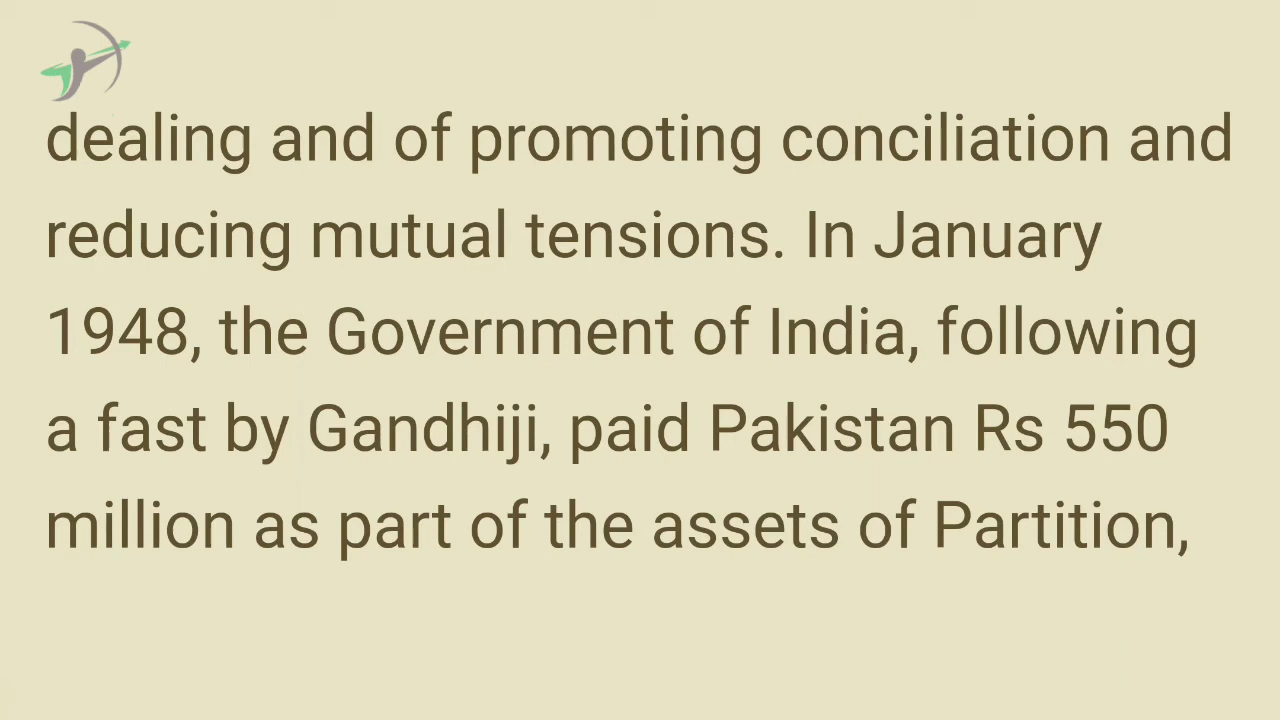 dealing and of promoting conciliation and
reducing mutual tensions. In January
1948, the Government of India, following
a fast by Gandhiji, paid Pakistan Rs 550
million as part of the assets of Partition,